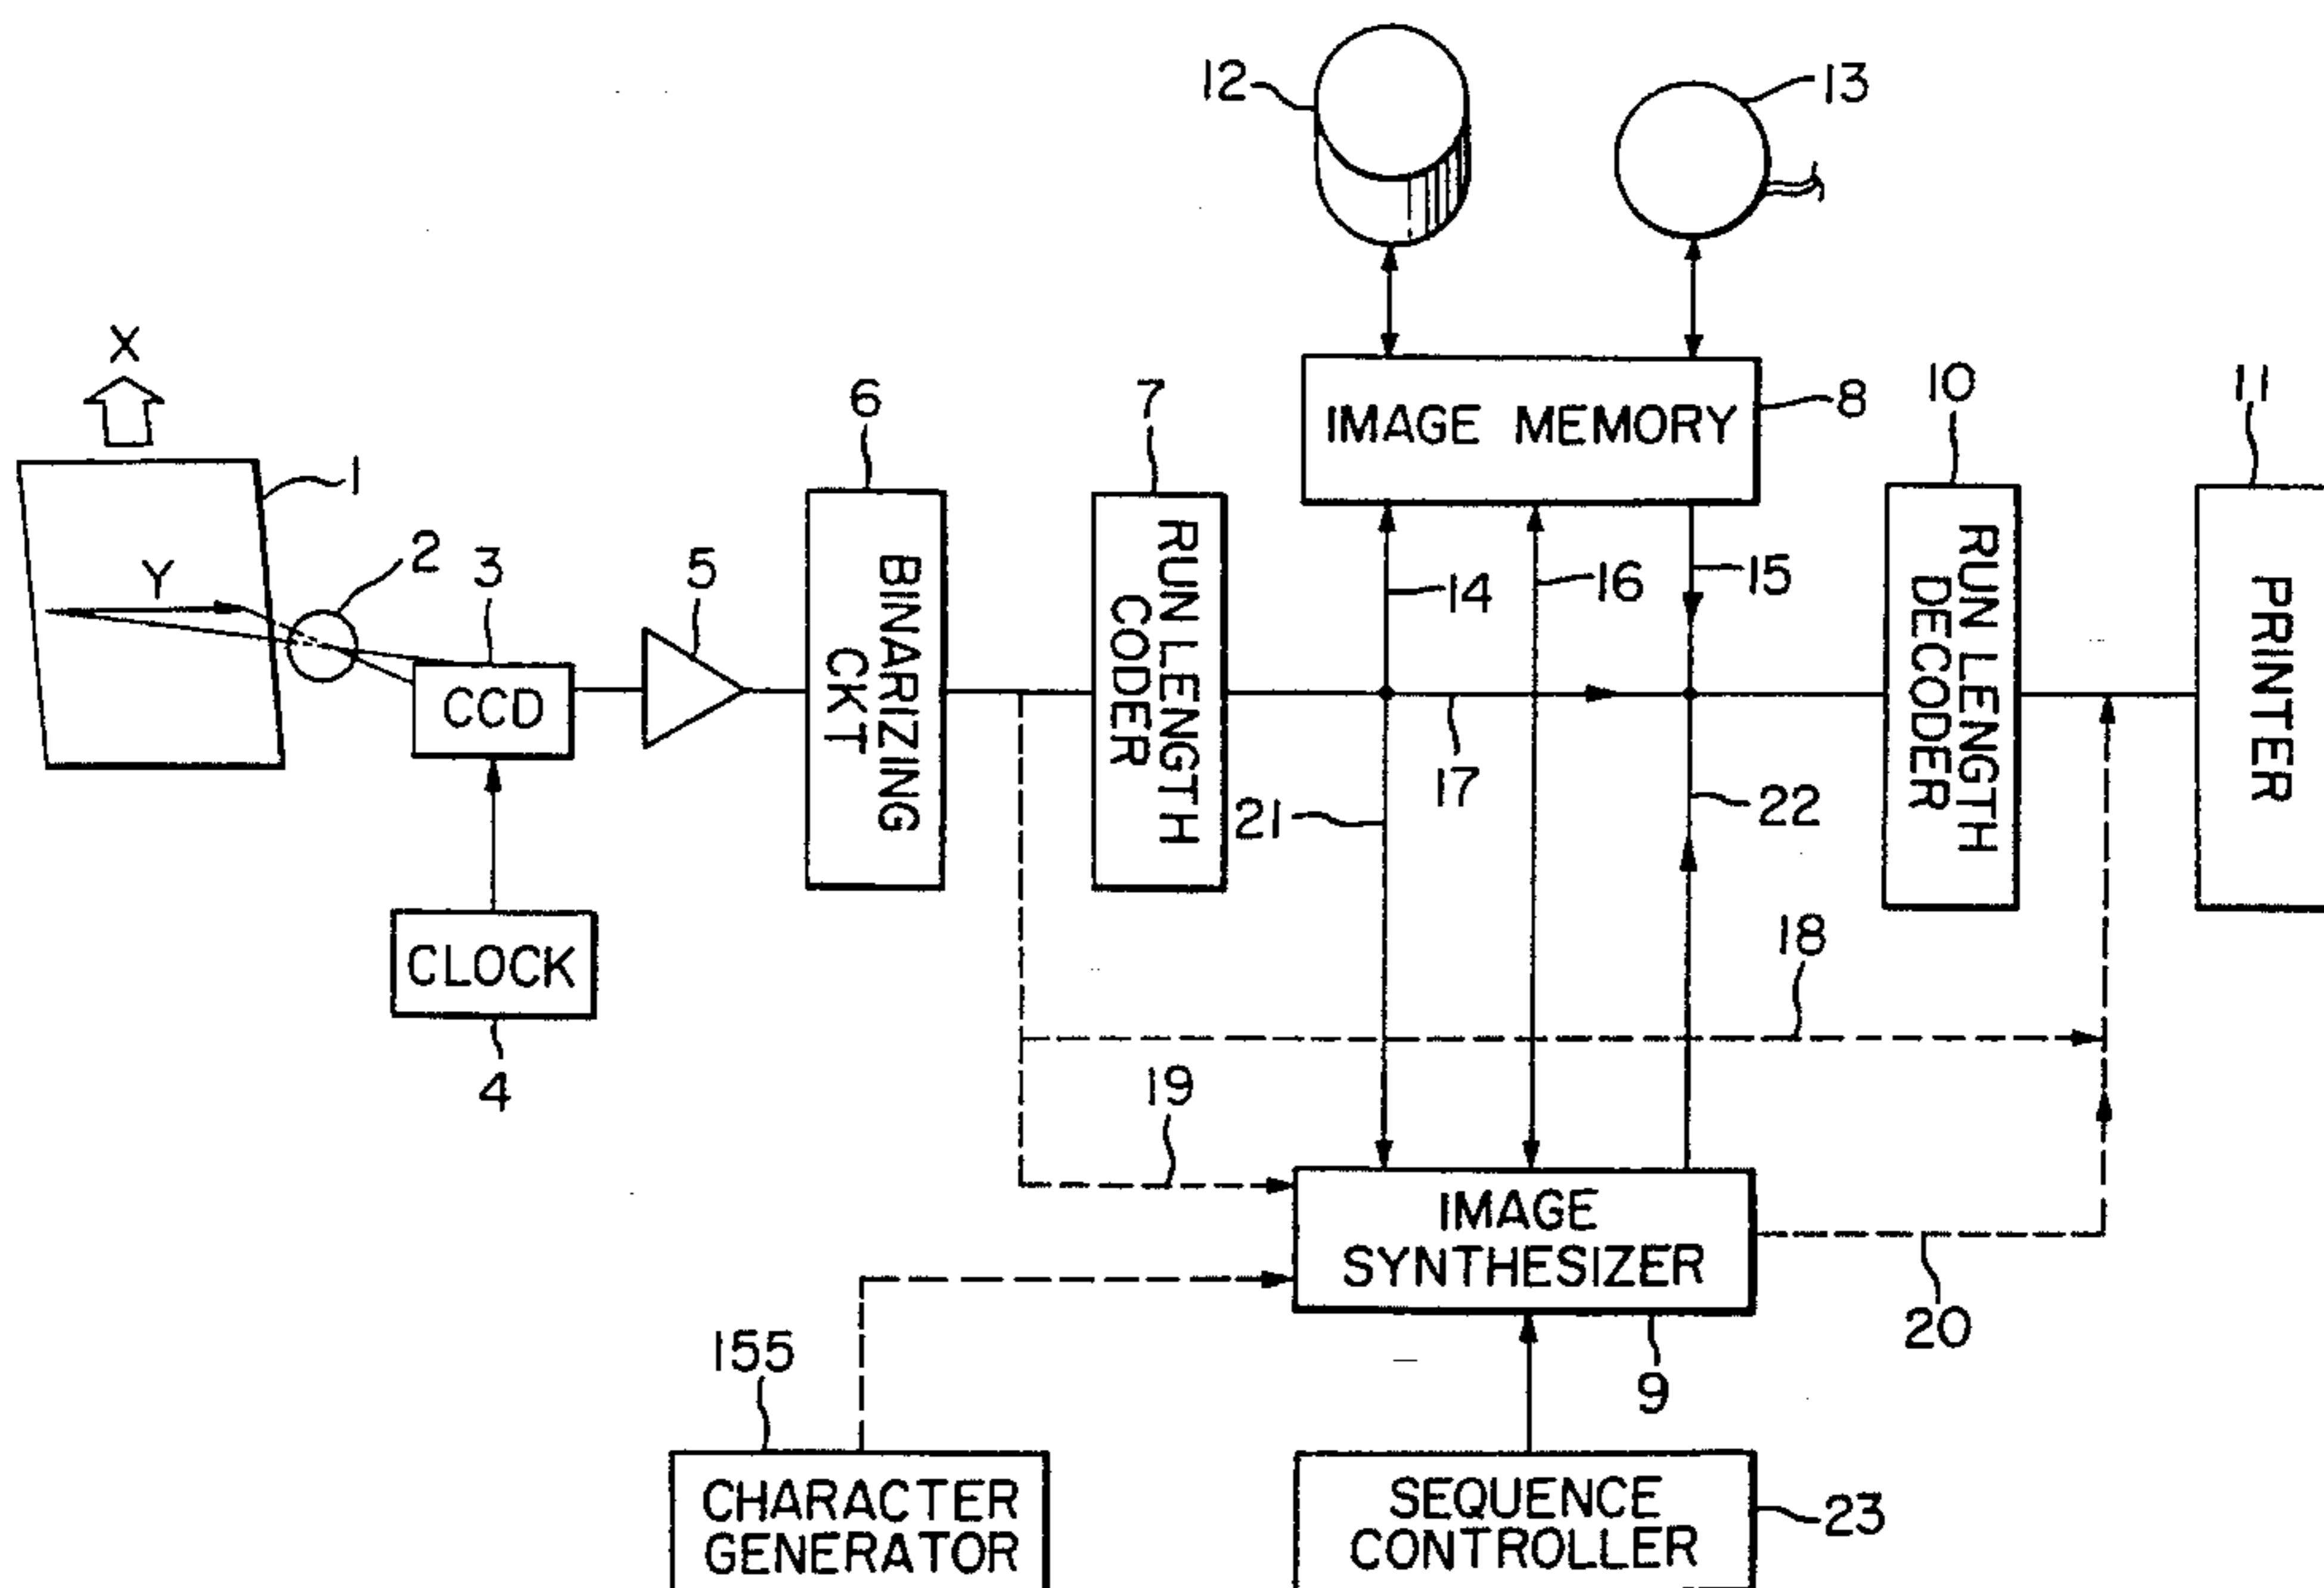 12
13
X
6
7
IMAGE MEMORY
8
10
11
1
Y
2
3
5
CCD
BINARIZING
CKT
RUN LENGTH
CODER
14
16
15
RUN LENGTH
DECODER
PRINTER
17
21
22
CLOCK
4
18
19
IMAGE
SYNTHESIZER
20
9
155
CHARACTER
GENERATOR
SEQUENCE
CONTROLLER
23